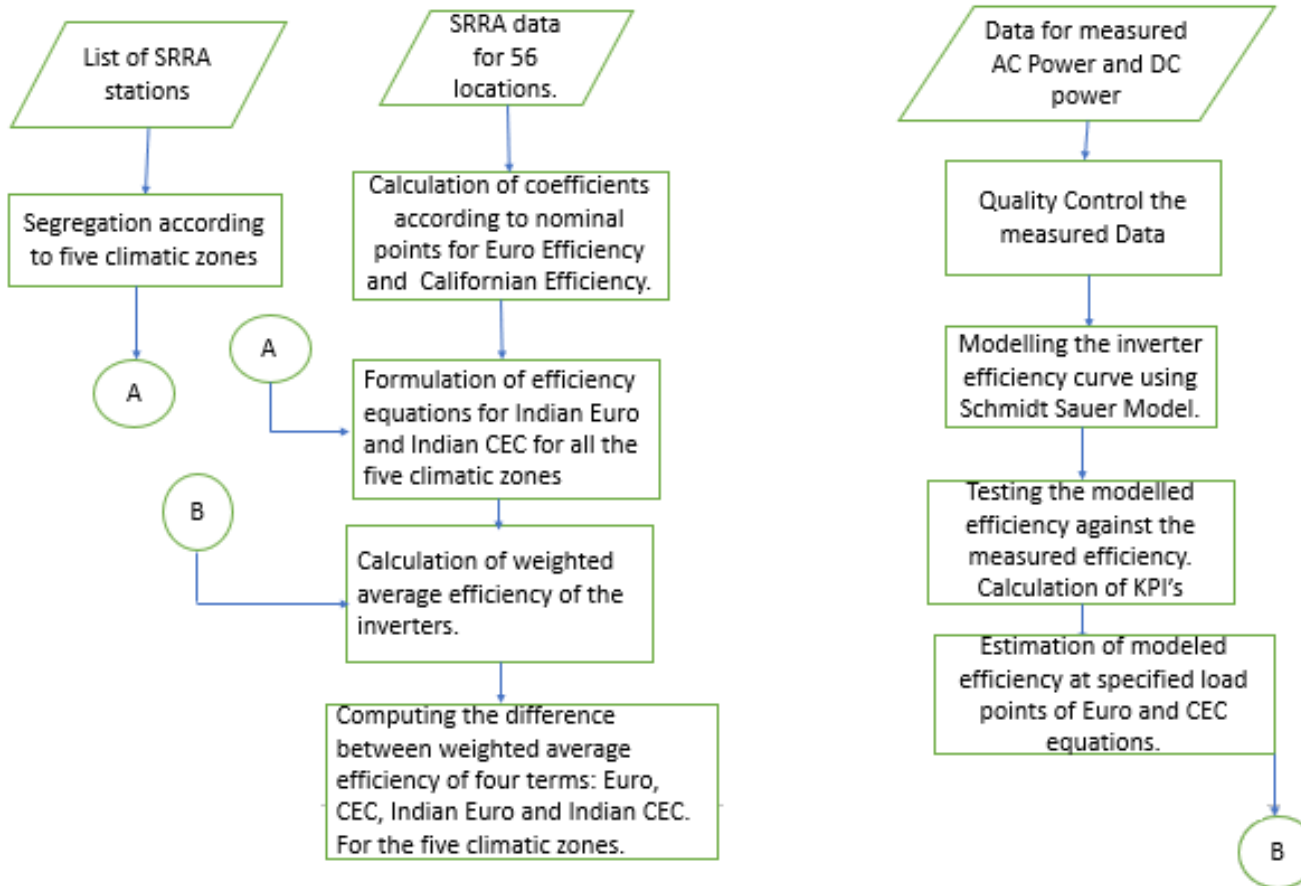 List of SRRA
stations
Segregation according
to five climatic zones
A
SRRA data
for 56
locations.
Calculation of coefficients
according to nominal
points for Euro Efficiency
and Californian Efficiency.
A
Formulation of efficiency
equations for Indian Euro
and Indian CEC for all the
five climatic zones
B
Calculation of weighted
average efficiency of the
inverters.
Computing the difference
between weighted average
efficiency of four terms: Euro,
CEC, Indian Euro and Indian CEC.
For the five climatic zones.
Data for measured
AC Power and DC
power
Quality Control the
measured Data
Modelling the inverter
efficiency curve using
Schmidt Sauer Model.
Testing the modelled
efficiency against the
measured efficiency.
Calculation of KPI's
Estimation of modeled
efficiency at specified load
points of Euro and CEC
equations.
B